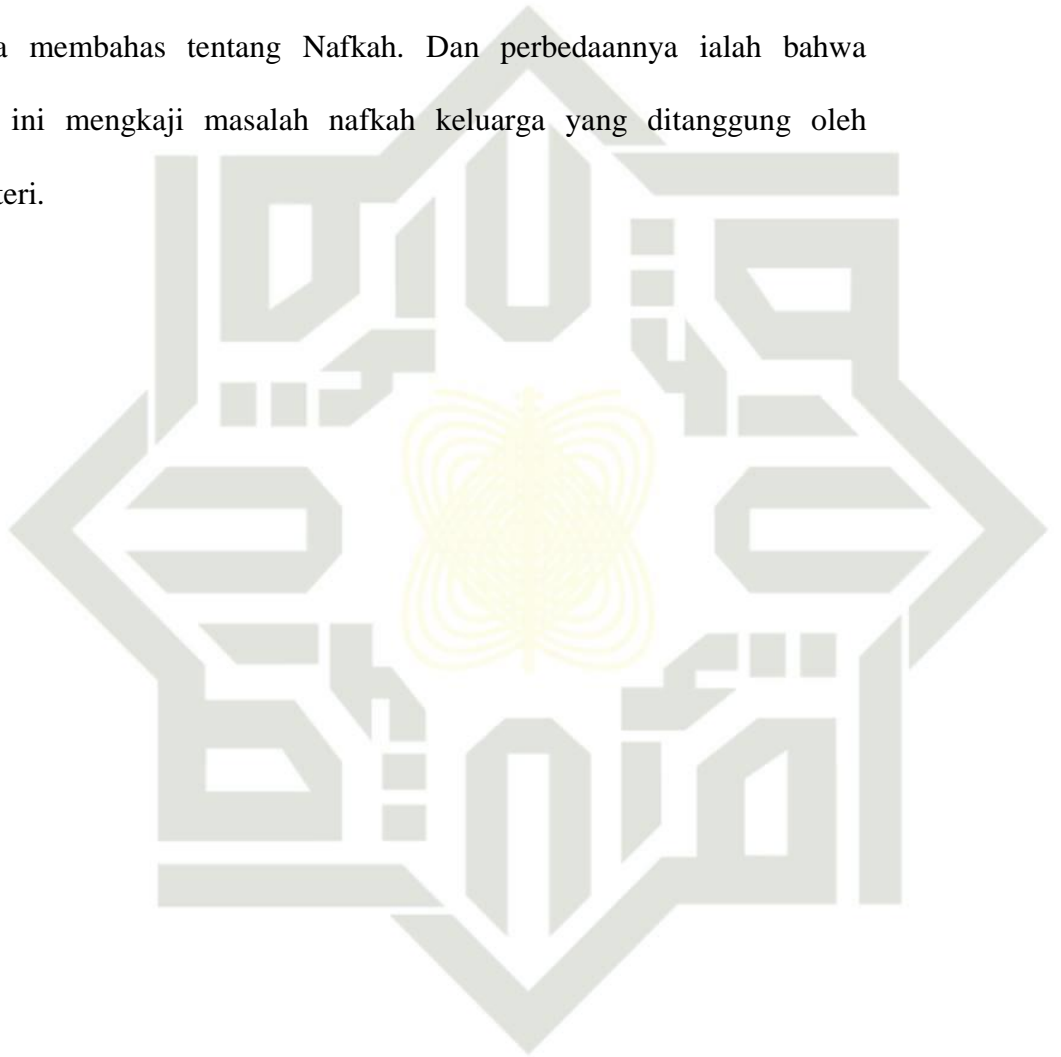 a membahas tentang Nafkah. Dan perbedaannya ialah bahwa
ini mengkaji masalah nafkah keluarga yang ditanggung oleh
teri.